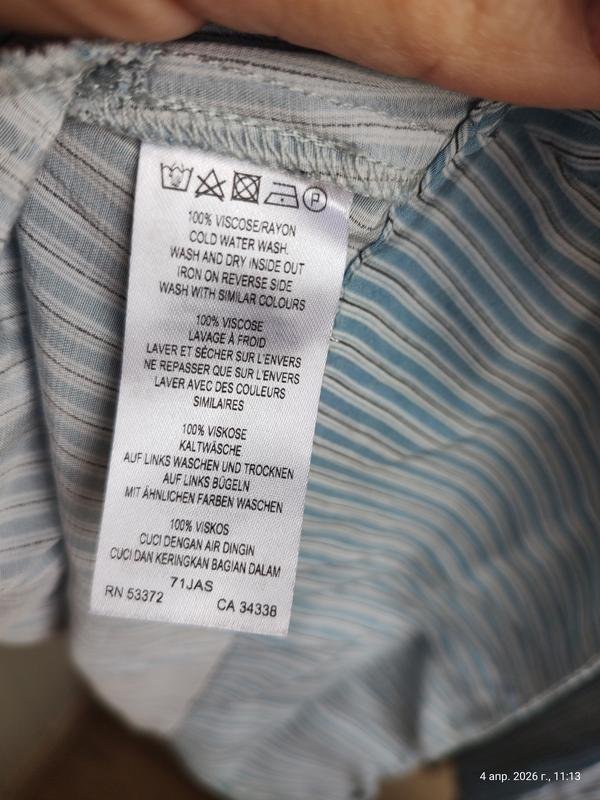 P
100% VISCOSE/RAYON
COLD WATER WASH.
WASH AND DRY INSIDE OUT
IRON ON REVERSE SIDE
WASH WITH SIMILAR COLOURS
100% VISCOSE
LAVAGE À FROID
LAVER ET SÉCHER SUR L'ENVERS
NE REPASSER QUE SUR L'ENVERS
LAVER AVEC DES COULEURS
SIMILAIRES
100% VISKOSE
KALTWÄSCHE
AUF LINKS WASCHEN UND TROCKNEN
AUF LINKS BÜGELN
MIT ÄHNLICHEN FARBEN WASCHEN
100% VISKOS
CUCI DENGAN AIR DINGIN
CUCI DAN KERINGKAN BAGIAN DALAM
71JAS
RN 53372 CA 34338
4 апр. 2026 г., 11:13